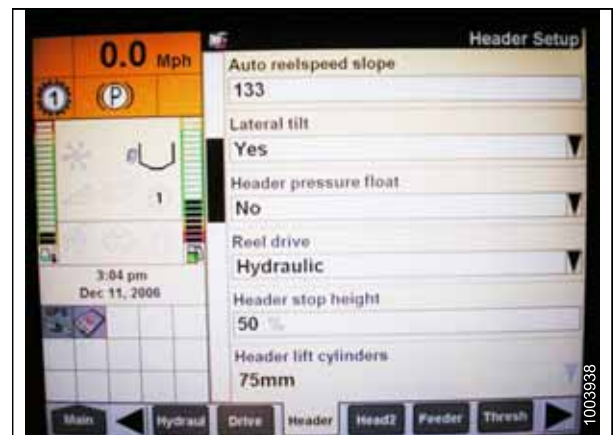 0.0 Mph
Header Setup
Auto reelspeed slope
133
1
(P)
Lateral tilt
Yes
1
Header pressure float
No
Reel drive
Hydraulic
3:04 pm
Dec 11, 2006
Header stop height
50 %
Header lift cylinders
75mm
Main
Hydraul
Drive
Header
Head2
Feeder
Thresh
1003938